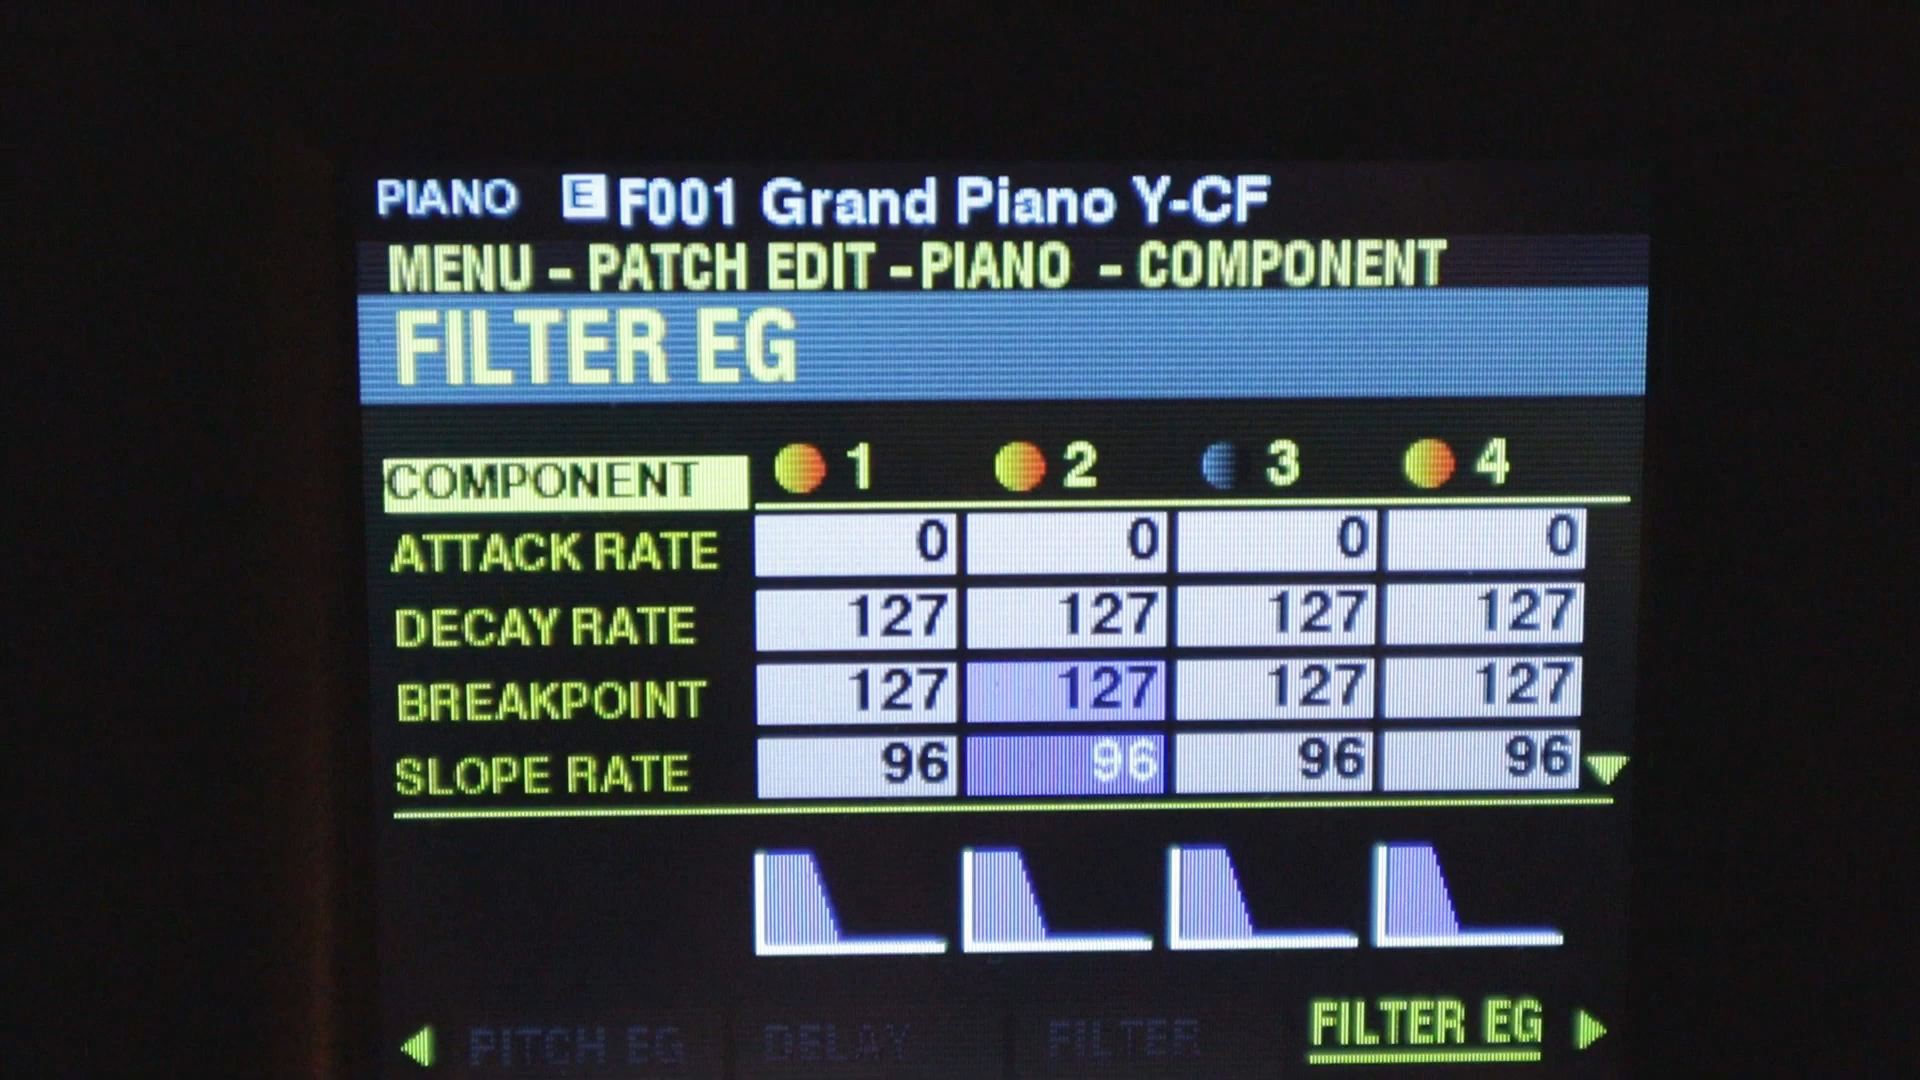 PIANO E F001 Grand Piano Y-CF
MENU - PATCH EDIT - PIANO - COMPONENT
FILTER EG
COMPONENT 1 2 3 4
ATTACK RATE 0 0 0 0
DECAY RATE 127 127 127 127
BREAKPOINT 127 127 127 127
SLOPE RATE 96 96 96 96
PITCH EG DELAY FILTER FILTER EG